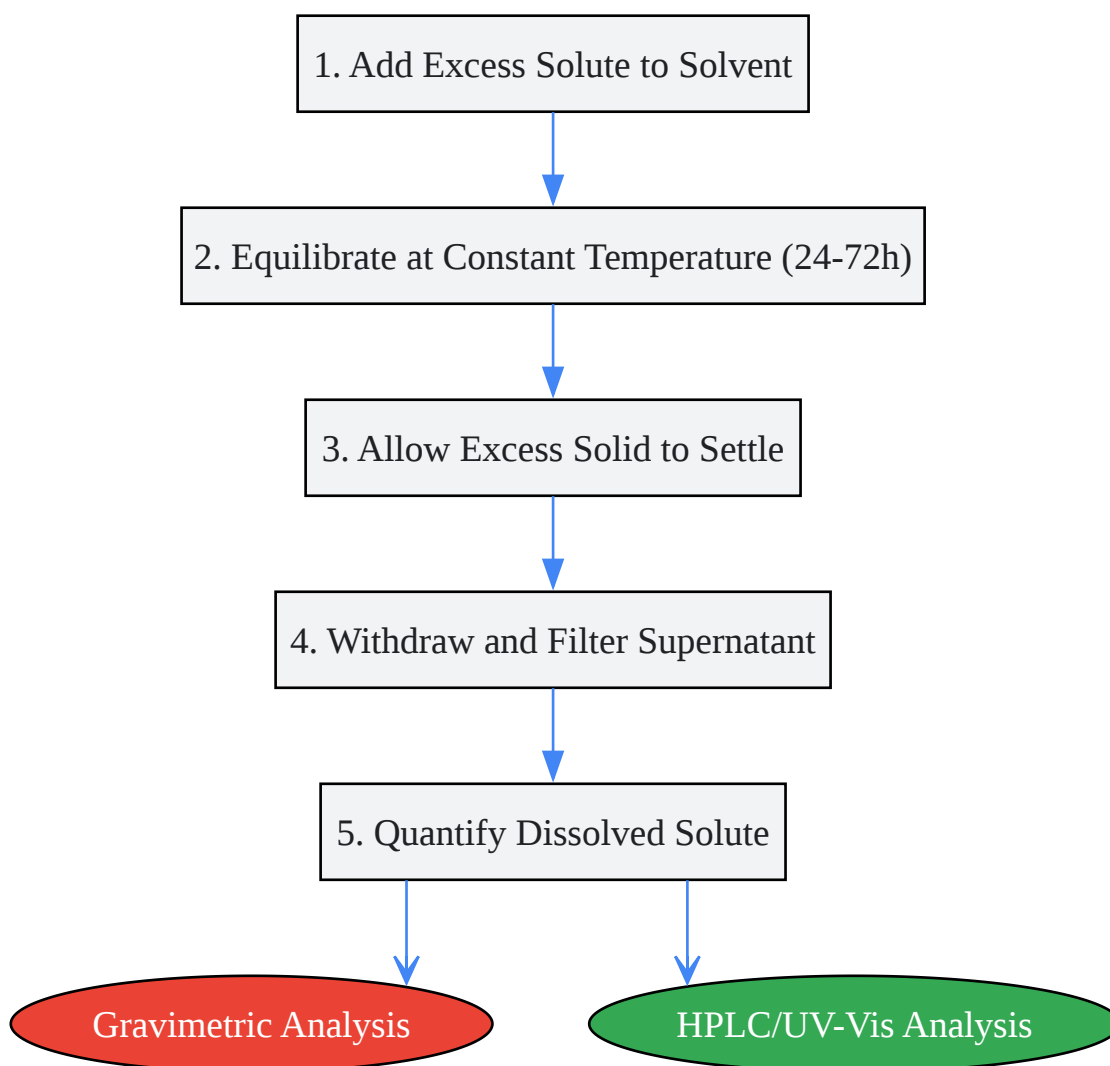 1. Add Excess Solute to Solvent
2. Equilibrate at Constant Temperature (24-72h)
3. Allow Excess Solid to Settle
4. Withdraw and Filter Supernatant
5. Quantify Dissolved Solute
Gravimetric Analysis
HPLC/UV-Vis Analysis